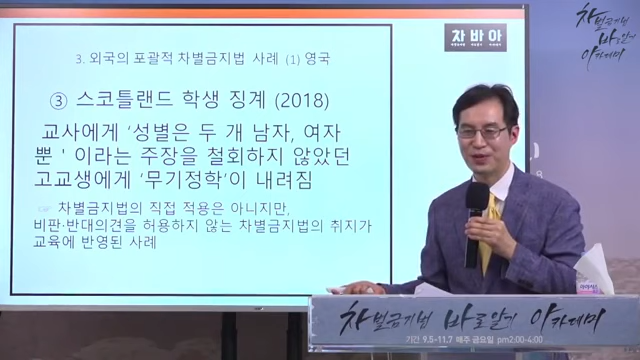 차바아
3. 외국의 포괄적 차별금지법 사례 (1) 영국
③ 스코틀랜드 학생 징계 (2018)
교사에게 '성별은 두 개 남자, 여자
뿐 ' 이라는 주장을 철회하지 않았던
고교생에게 '무기정학'이 내려짐
☞ 차별금지법의 직접 적용은 아니지만,
비판·반대의견을 허용하지 않는 차별금지법의 취지가
교육에 반영된 사례
차별금지법
바로알기
아카데미
차별금지법 바로알기 아카데미
기간 9.5-11.7 매주 금요일 pm2:00-4:00